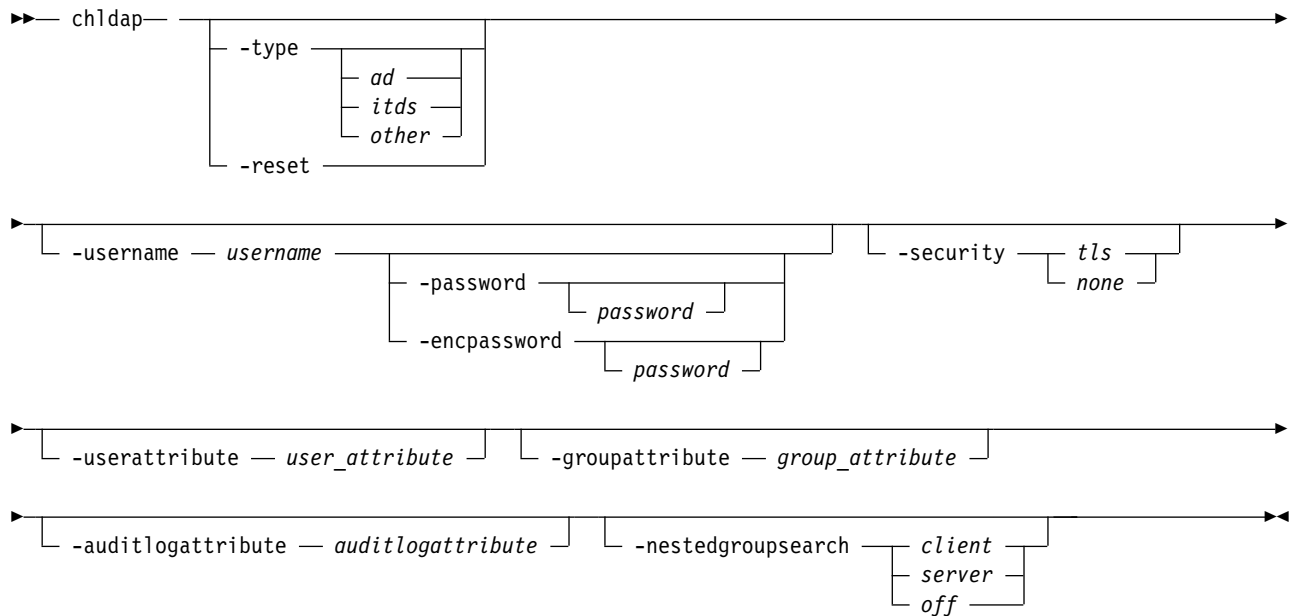 chldap
-type
ad
itds
other
-reset
-username username
-password
password
-encpassword
password
-security tls
none
-userattribute user_attribute -groupattribute group_attribute
-auditlogattribute auditlogattribute -nestedgroupsearch client
server
off